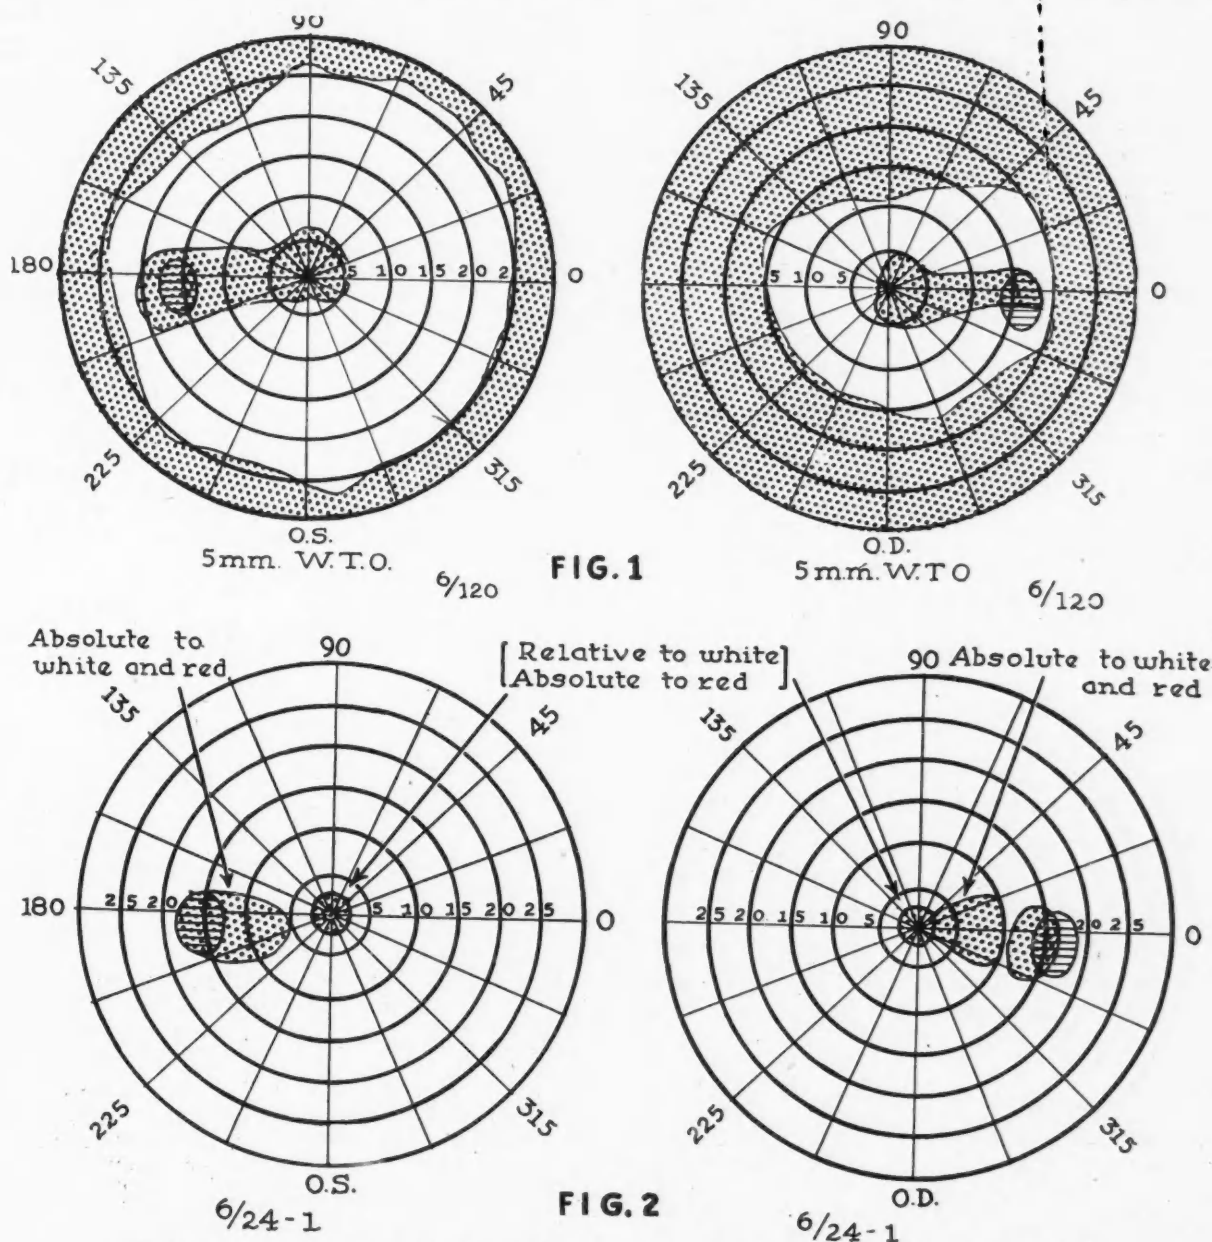 90
135
45
180
5 10 15 20 2
0
225
315
O.S.
5mm. W.T.O.
6/120
FIG. 1
90
135
45
5 10 5
0
225
315
O.D.
5m.m. W.T O
6/120
Absolute to
white and red
[Relative to white]
[Absolute to red]
Absolute to white
and red
90
135
45
180
25 20
5 10 15 20 25
0
225
315
O.S.
6/24-1
FIG. 2
90
135
45
25 20 15 10 5
20 25
0
225
315
O.D.
6/24-1